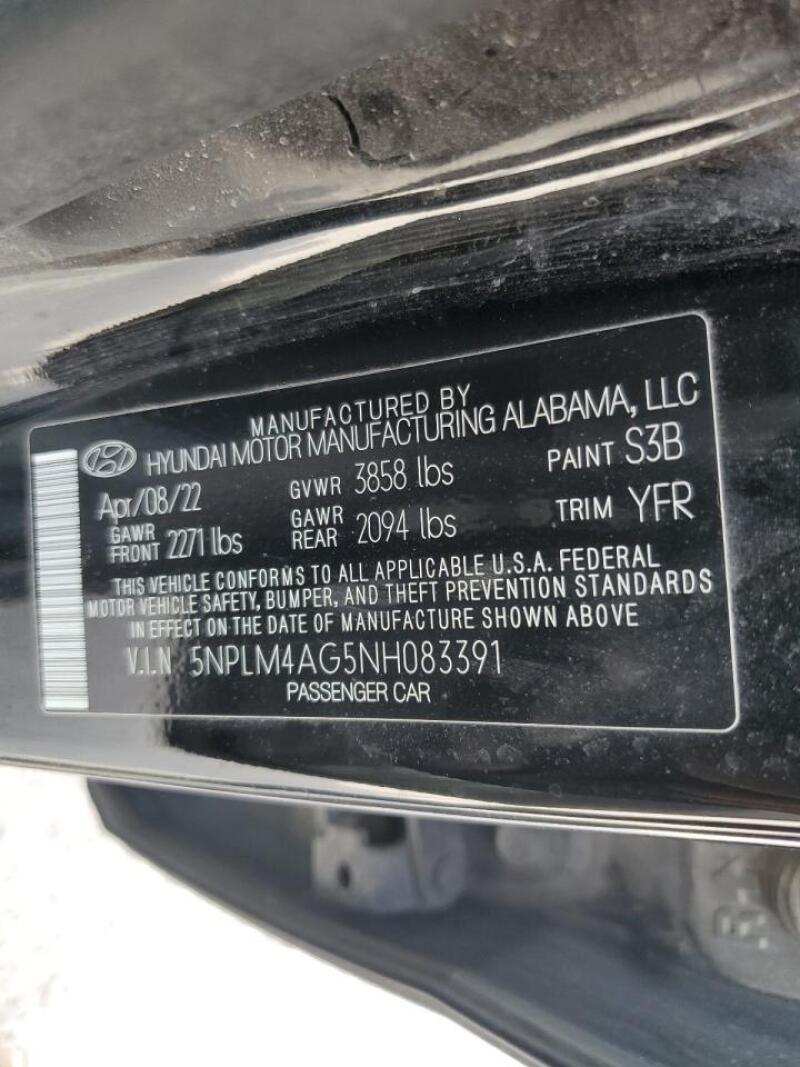 MANUFACTURED BY
HYUNDAI MOTOR MANUFACTURING ALABAMA, LLC
Apr/08/22 GVWR 3858 lbs PAINT S3B
GAWR FRONT 2271 lbs GAWR REAR 2094 lbs TRIM YFR
THIS VEHICLE CONFORMS TO ALL APPLICABLE U.S.A. FEDERAL
MOTOR VEHICLE SAFETY, BUMPER, AND THEFT PREVENTION STANDARDS
IN EFFECT ON THE DATE OF MANUFACTURE SHOWN ABOVE
V.I.N 5NPLM4AG5NH083391
PASSENGER CAR